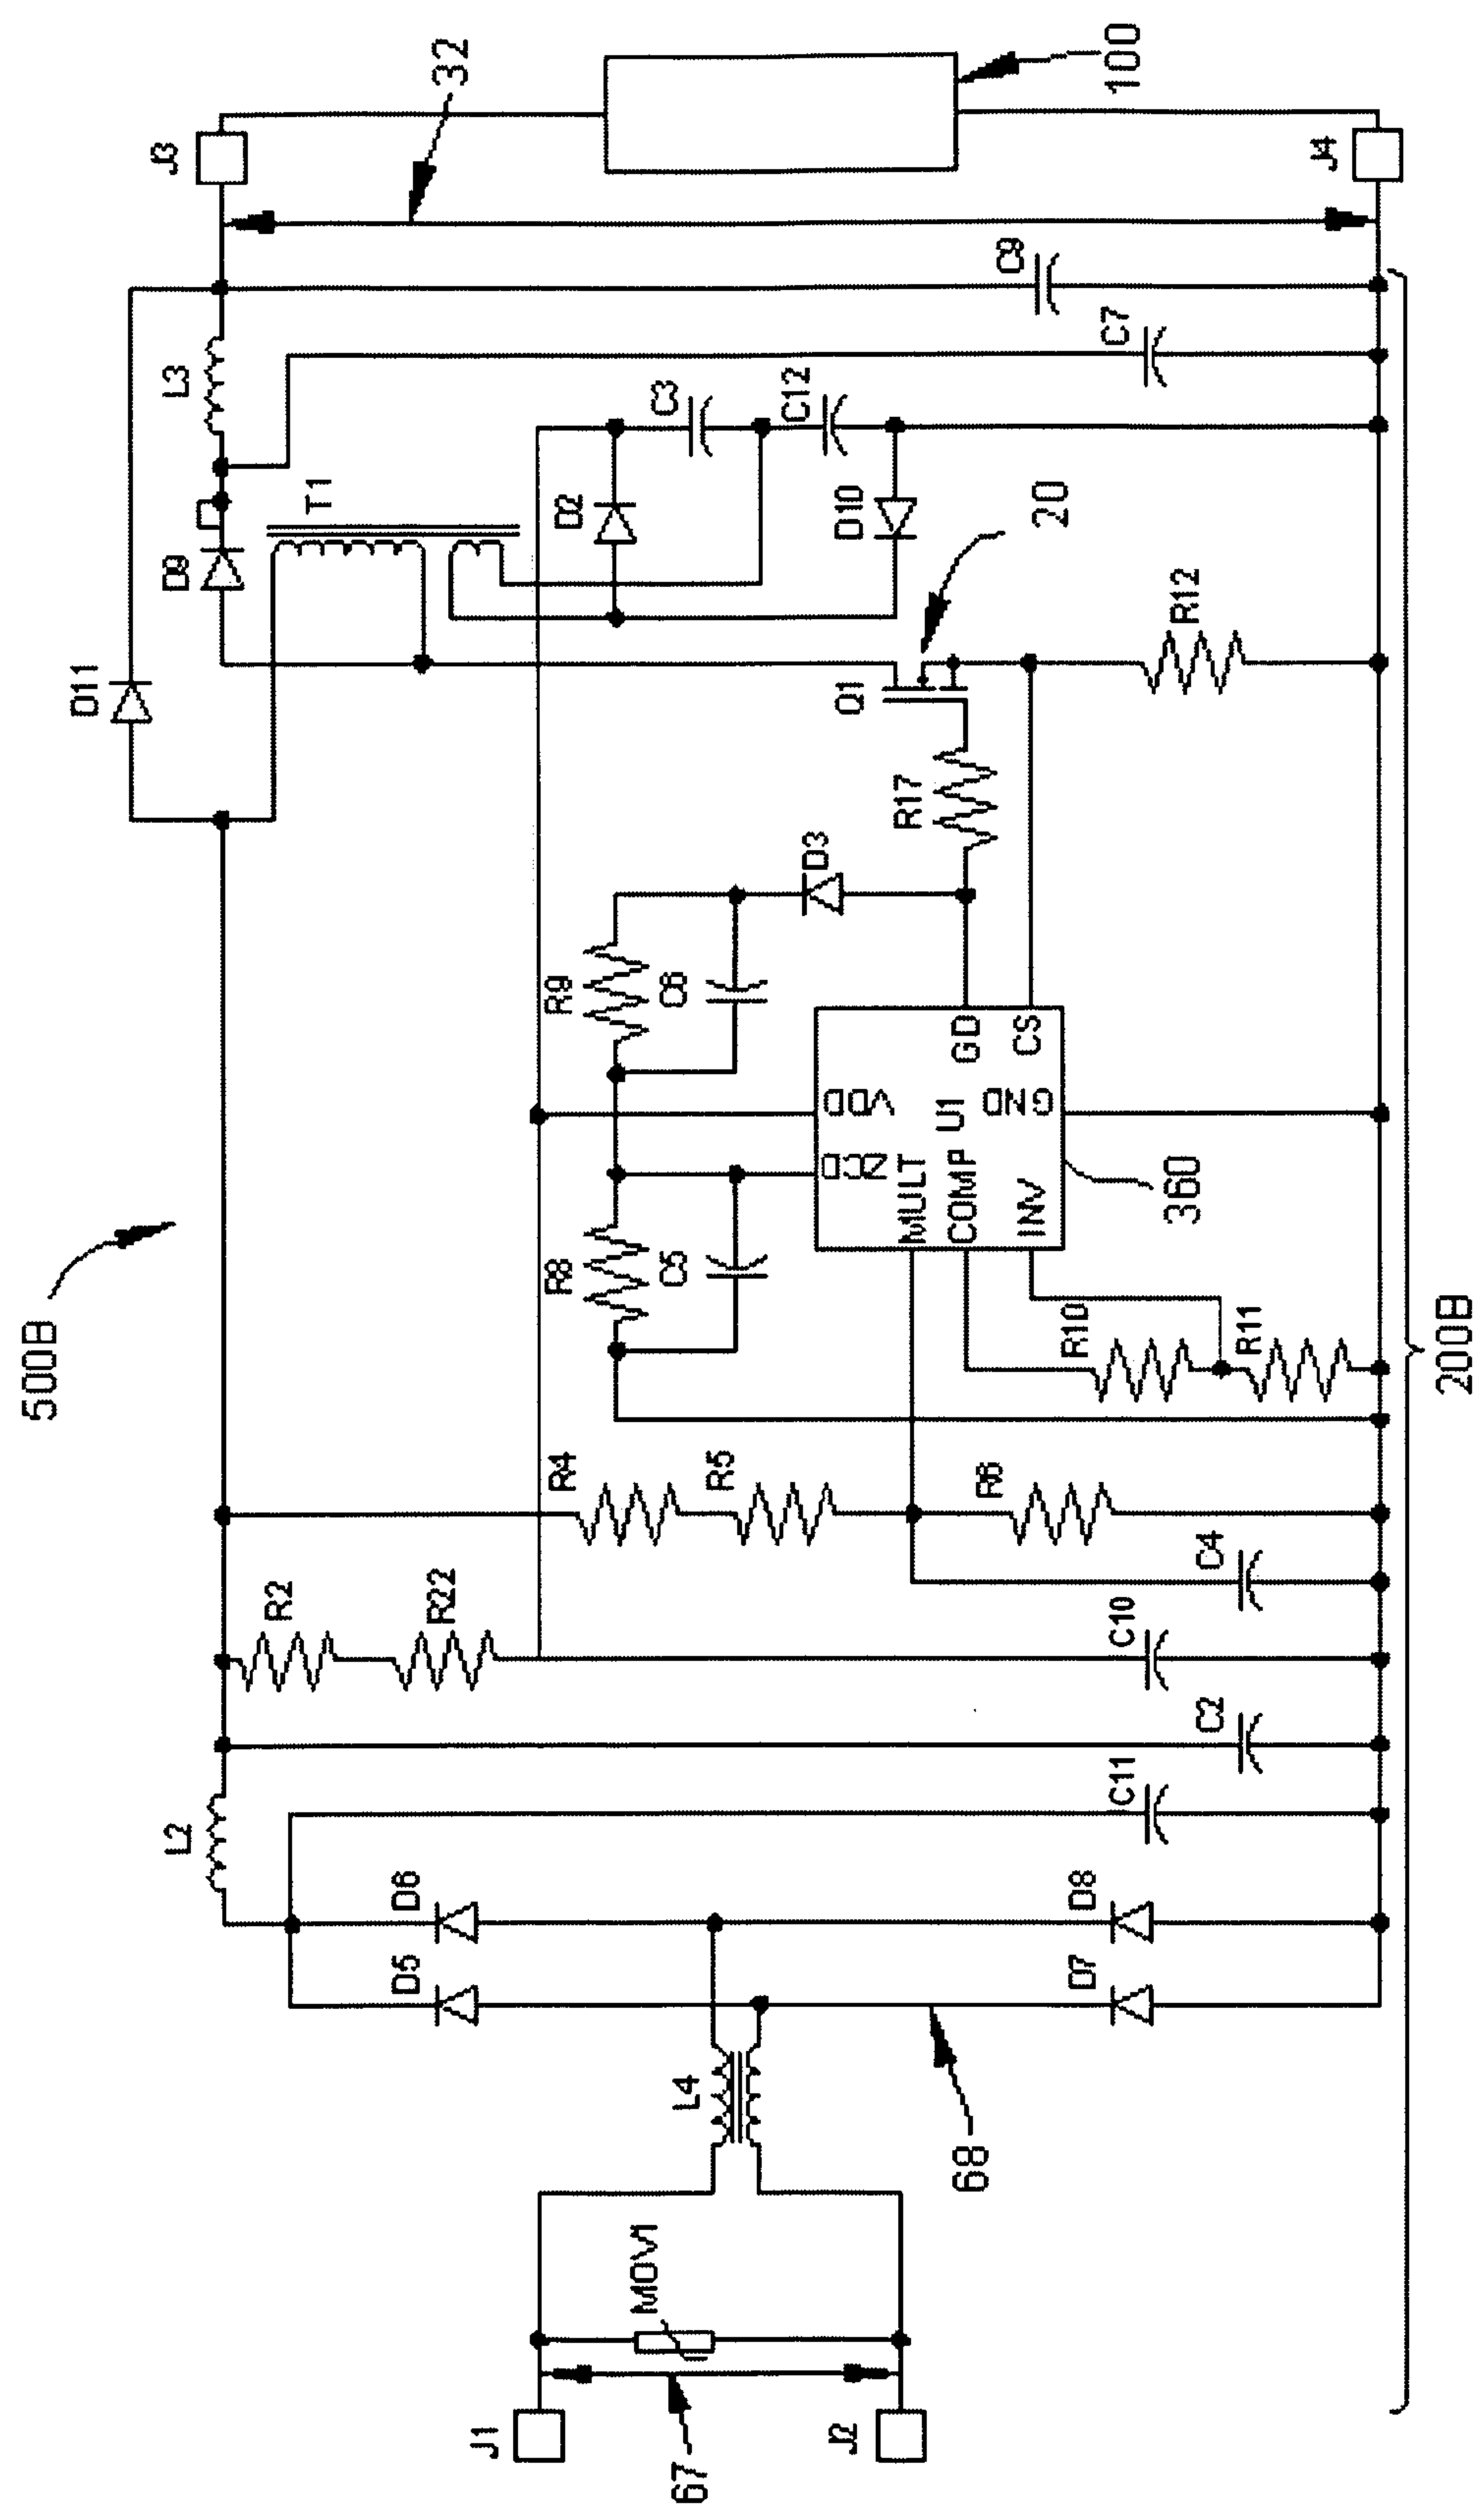 500B
J1
J2
67
MOV1
L4
68
D5
D6
D7
D8
L2
C11
C2
C10
R2
R22
C4
R4
R5
R6
R8
C5
R9
C6
R10
R11
ZCD
VDD
MULT
COMP
INV
U1
GND
GD
CS
360
D3
R17
Q1
20
R12
D11
D9
T1
L3
D2
D10
C3
C12
C7
C9
J3
J4
32
100
200B